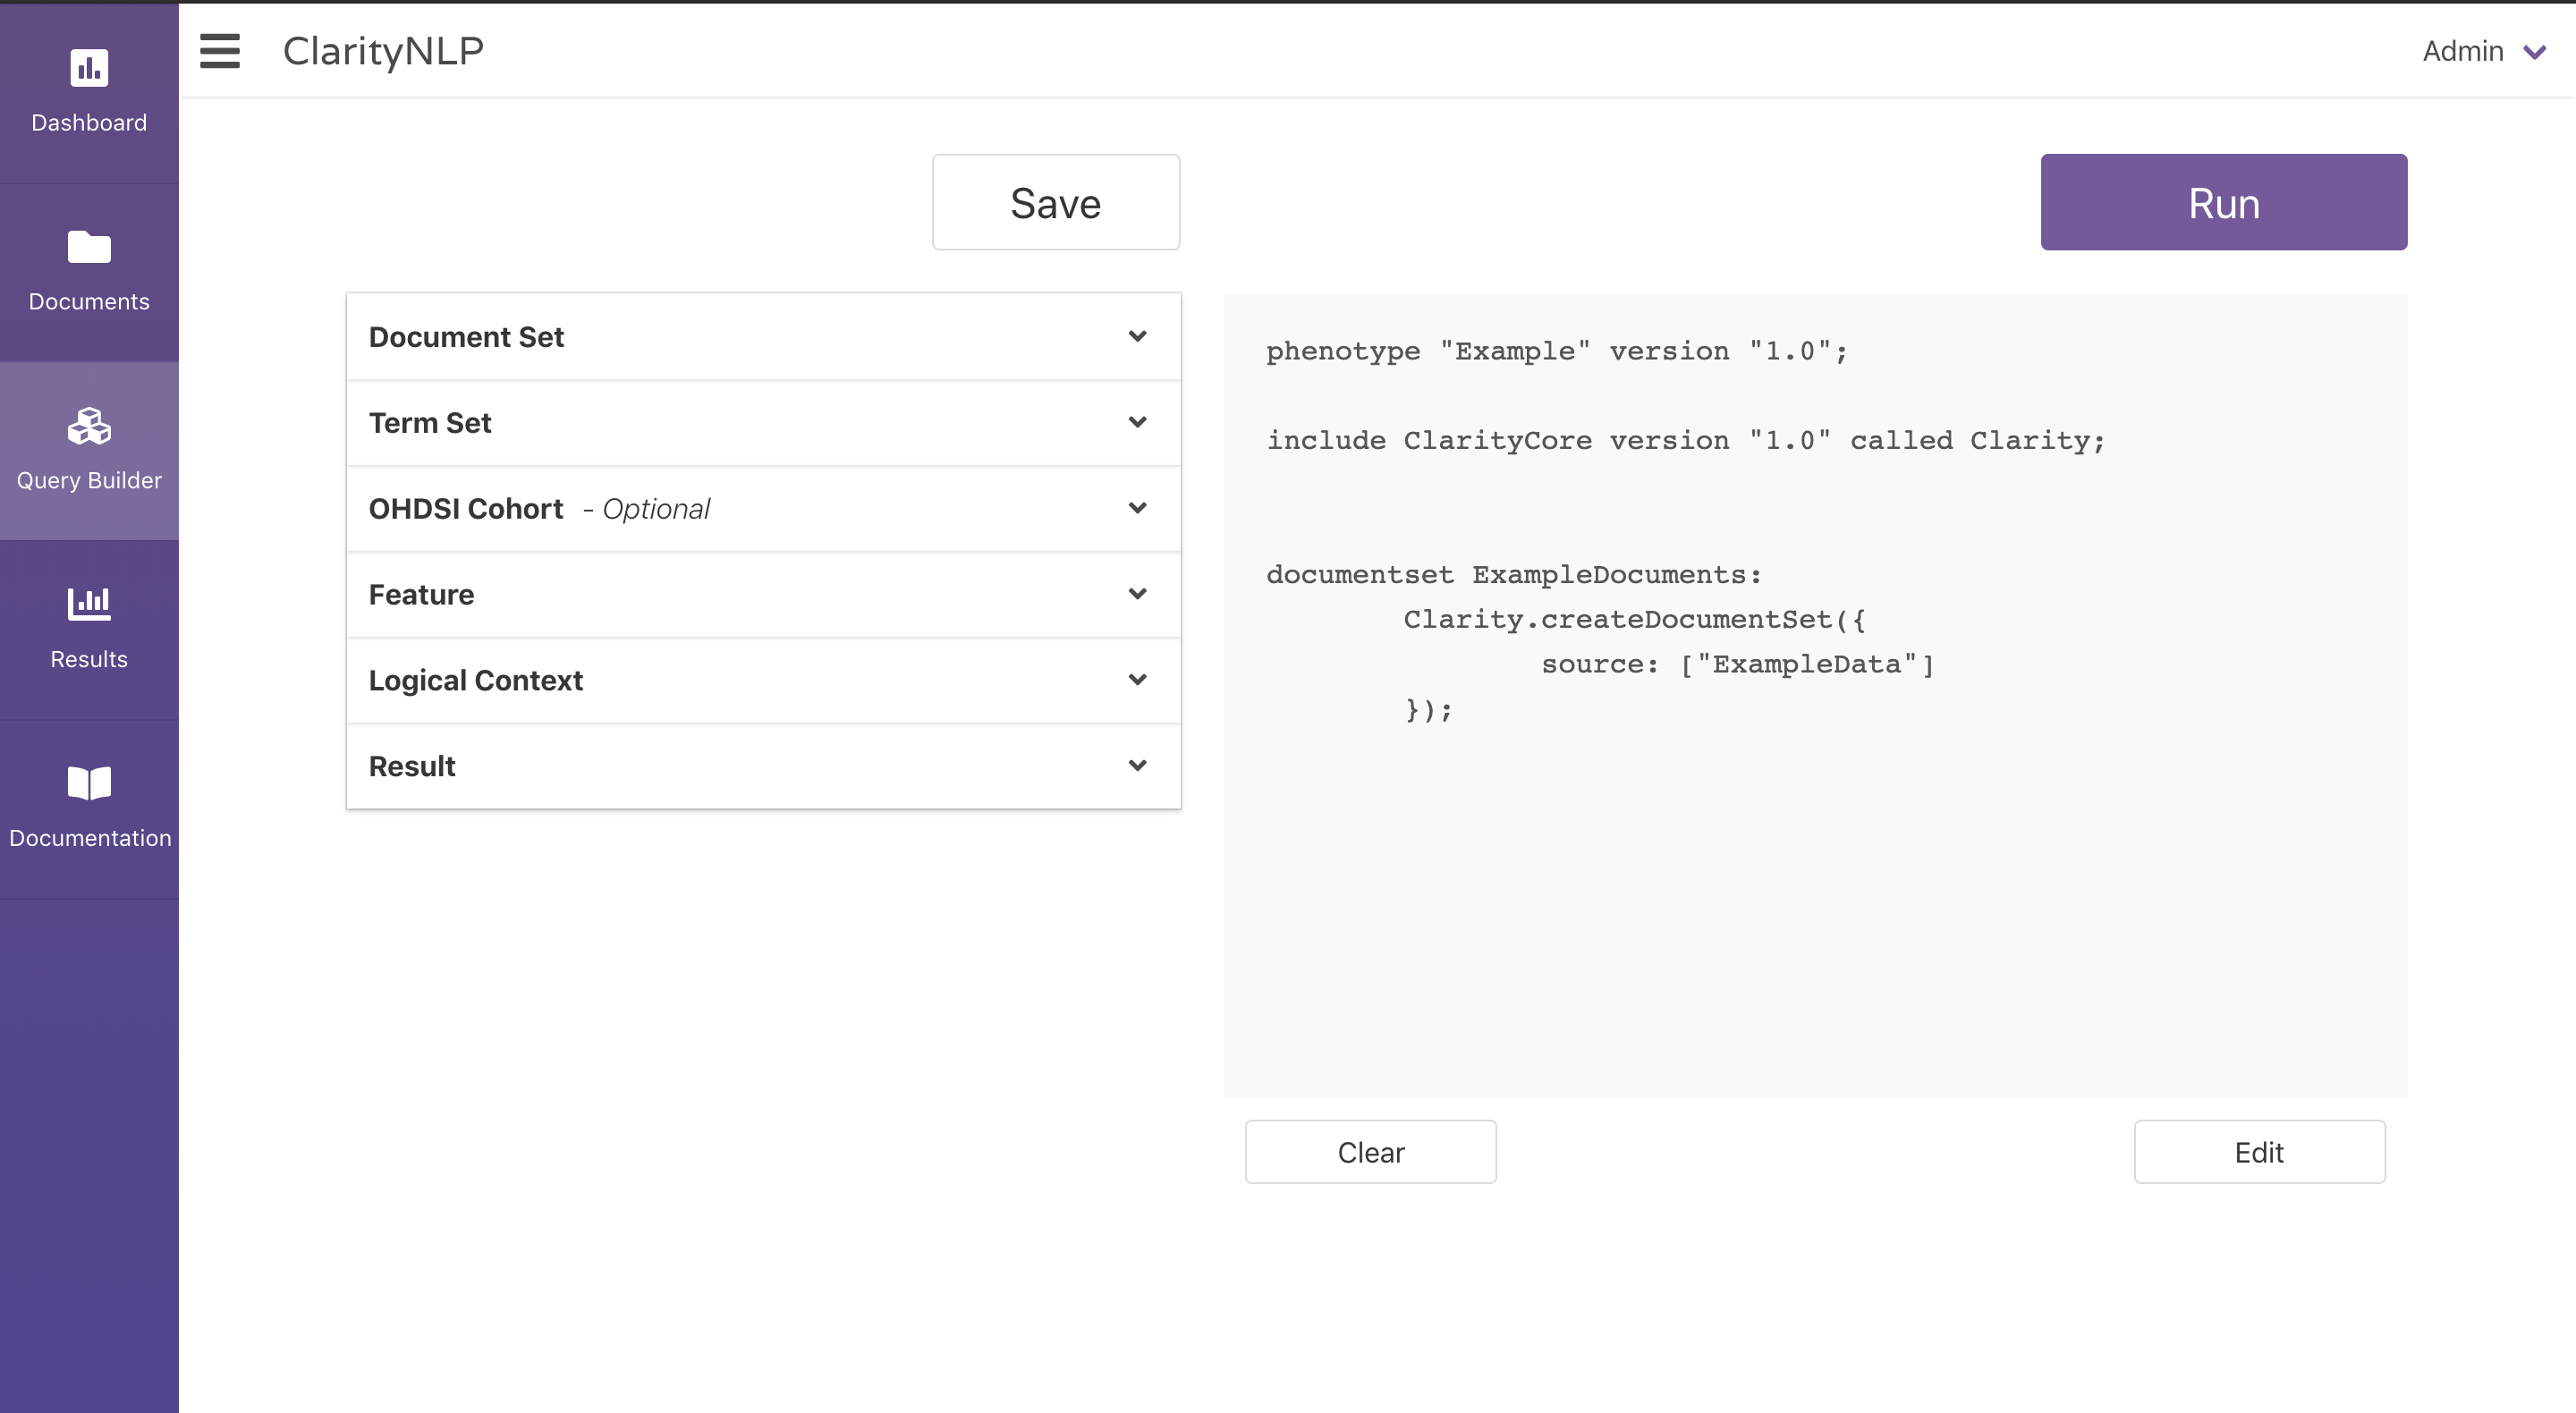 ClarityNLP
Admin
Dashboard
Documents
Query Builder
Results
Documentation
Save
Run
Document Set
Term Set
OHDSI Cohort - Optional
Feature
Logical Context
Result
phenotype "Example" version "1.0";
include ClarityCore version "1.0" called Clarity;
documentset ExampleDocuments:
Clarity.createDocumentSet({
source: ["ExampleData"]
});
Clear
Edit